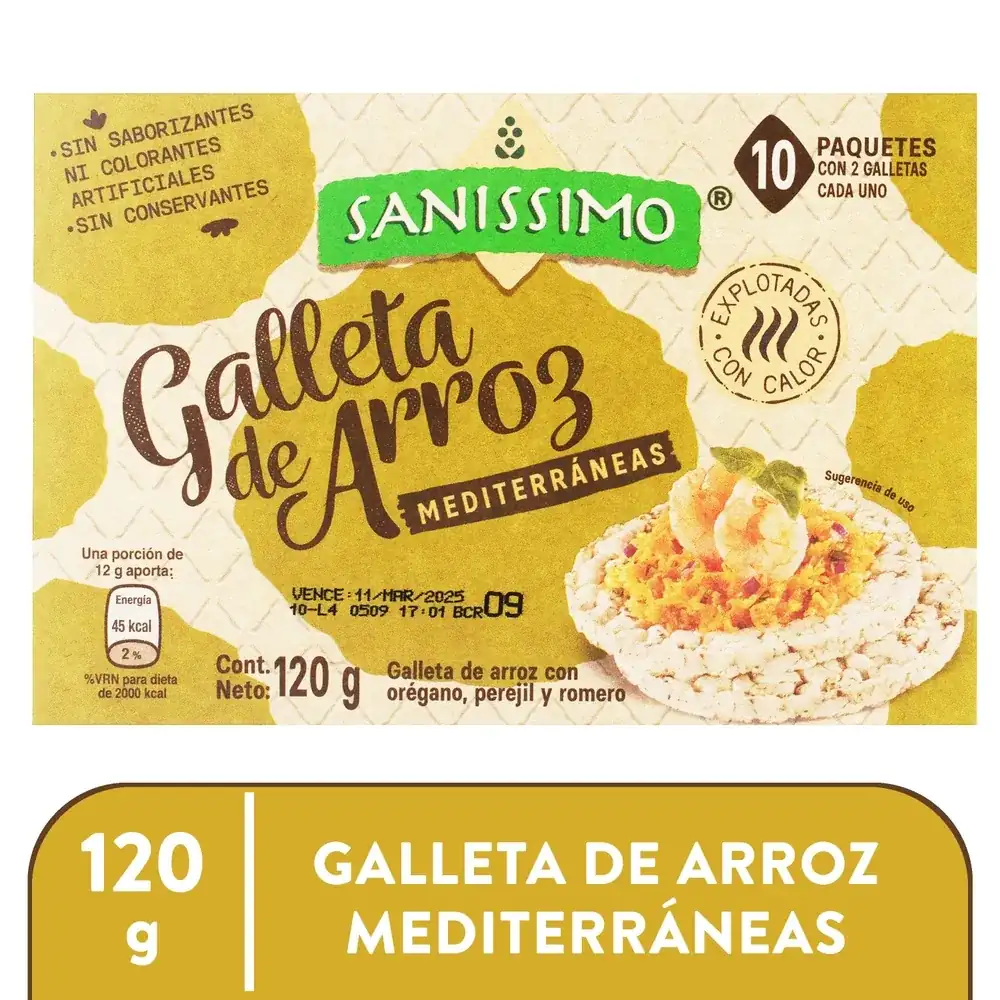 •SIN SABORIZANTES
NI COLORANTES
ARTIFICIALES
•SIN CONSERVANTES
SANISSIMO®
10 PAQUETES
CON 2 GALLETAS
CADA UNO
• EXPLOTADAS •
CON CALOR
Galleta
de Arroz
MEDITERRÁNEAS
Sugerencia de uso
Una porción de
12 g aporta:
Energía
45 kcal
2 %
%VRN para dieta
de 2000 kcal
VENCE:11/MAR/2025
10-L4 0509 17:01 BCR09
Cont.
Neto: 120 g
Galleta de arroz con
orégano, perejil y romero
120
g
GALLETA DE ARROZ
MEDITERRÁNEAS